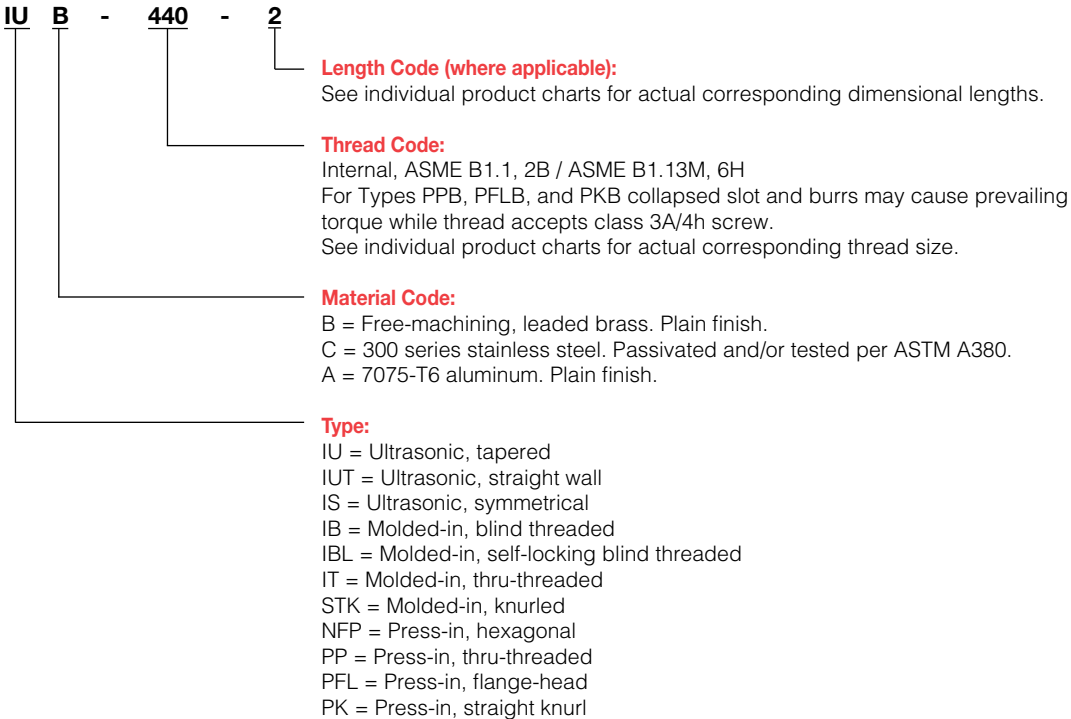 IU B - 440 - 2
Length Code (where applicable):
See individual product charts for actual corresponding dimensional lengths.
Thread Code:
Internal, ASME B1.1, 2B / ASME B1.13M, 6H
For Types PPB, PFLB, and PKB collapsed slot and burrs may cause prevailing
torque while thread accepts class 3A/4h screw.
See individual product charts for actual corresponding thread size.
Material Code:
B = Free-machining, leaded brass. Plain finish.
C = 300 series stainless steel. Passivated and/or tested per ASTM A380.
A = 7075-T6 aluminum. Plain finish.
Type:
IU = Ultrasonic, tapered
IUT = Ultrasonic, straight wall
IS = Ultrasonic, symmetrical
IB = Molded-in, blind threaded
IBL = Molded-in, self-locking blind threaded
IT = Molded-in, thru-threaded
STK = Molded-in, knurled
NFP = Press-in, hexagonal
PP = Press-in, thru-threaded
PFL = Press-in, flange-head
PK = Press-in, straight knurl